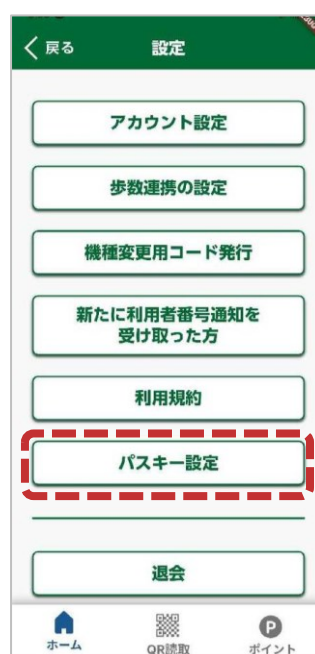 戻る 設定
アカウント設定
歩数連携の設定
機種変更用コード発行
新たに利用者番号通知を
受け取った方
利用規約
パスキー設定
退会
ホーム QR読取 ポイント